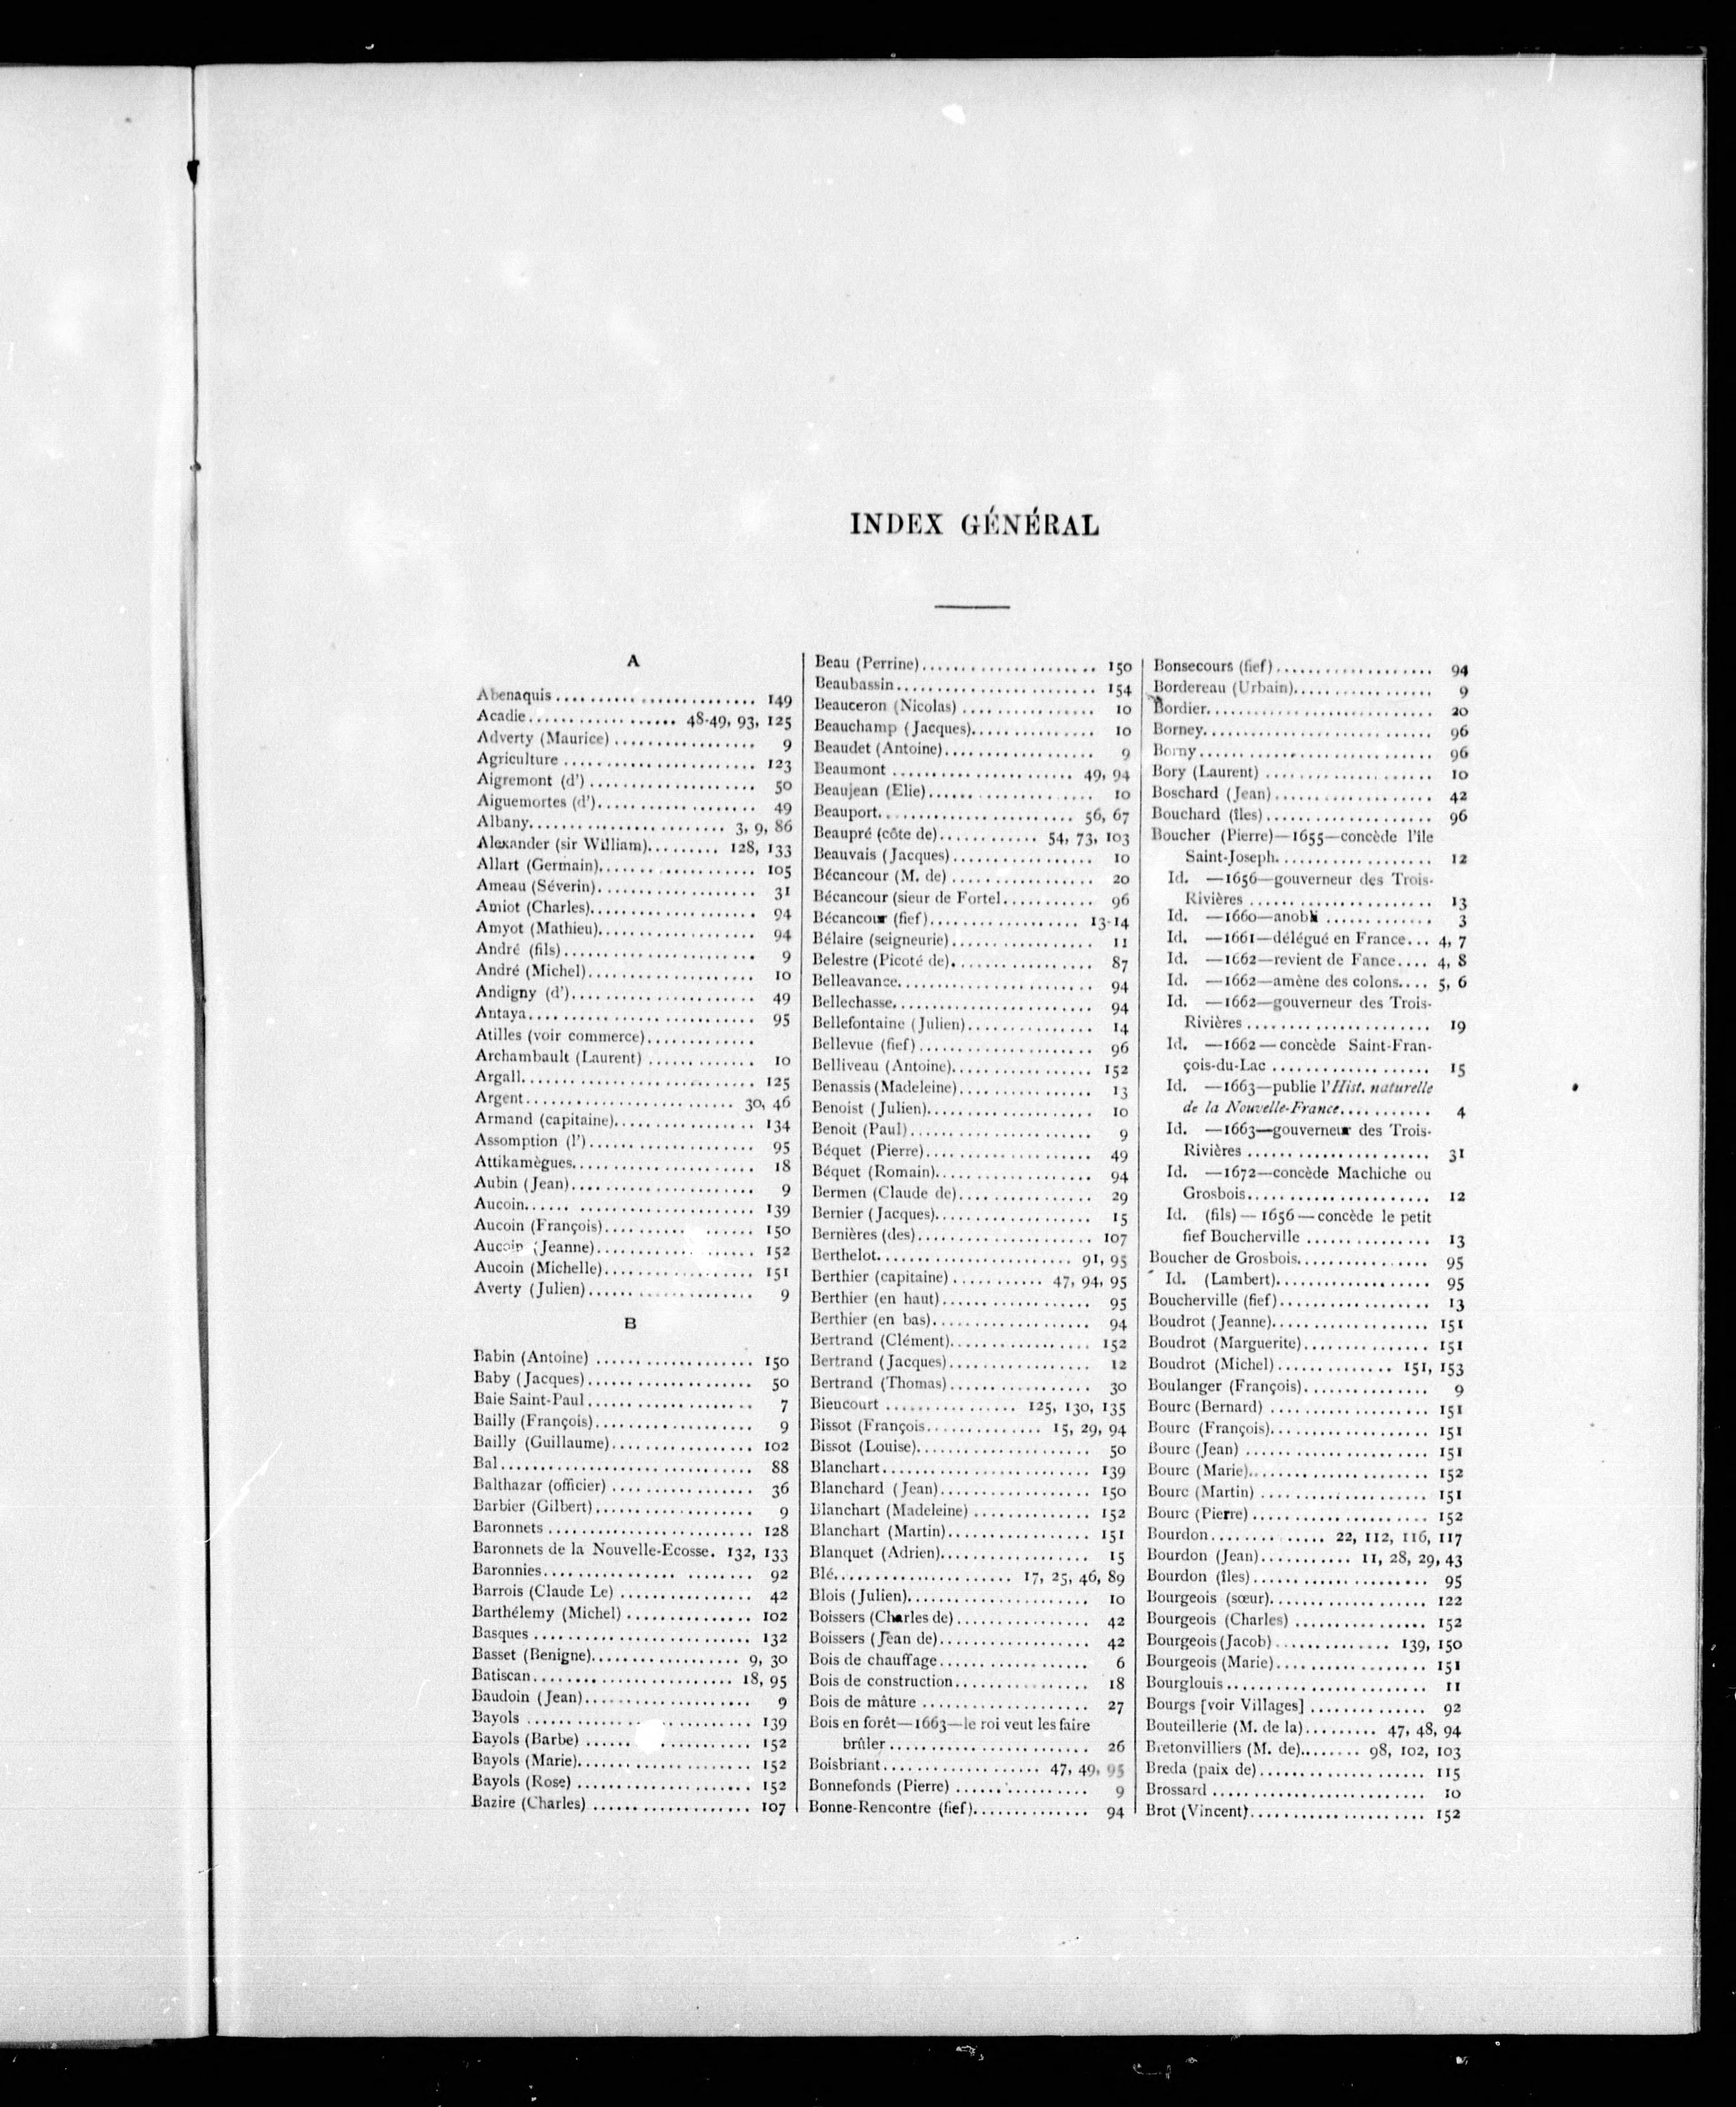 INDEX GÉNÉRAL
A
Abenaquis ......................... 149
Acadie ................... 48-49, 93, 125
Adverty (Maurice) .................. 9
Agriculture ........................ 123
Aigremont (d') ..................... 50
Aiguemortes (d') .................... 49
Albany ......................... 3, 9, 86
Alexander (sir William) ......... 128, 133
Allart (Germain) .................... 105
Ameau (Séverin) .................... 31
Amiot (Charles) ..................... 94
Amyot (Mathieu) .................... 94
André (fils) ........................ 9
André (Michel) ..................... 10
Andigny (d') ....................... 49
Antaya ............................. 95
Atilles (voir commerce) .............
Archambault (Laurent) ............. 10
Argall ............................. 125
Argent .......................... 30, 46
Armand (capitaine) .................. 134
Assomption (l') ..................... 95
Attikamègues ....................... 18
Aubin (Jean) ....................... 9
Aucoin ............................. 139
Aucoin (François) ................... 150
Aucoin (Jeanne) .................... 152
Aucoin (Michelle) ................... 151
Averty (Julien) ..................... 9
B
Babin (Antoine) .................... 150
Baby (Jacques) ..................... 50
Baie Saint-Paul ..................... 7
Bailly (François) .................... 9
Bailly (Guillaume) .................. 102
Bal ................................ 88
Balthazar (officier) .................. 36
Barbier (Gilbert) .................... 9
Baronnets .......................... 128
Baronnets de la Nouvelle-Ecosse. 132, 133
Baronnies .......................... 92
Barrois (Claude Le) ................. 42
Barthélemy (Michel) ................ 102
Basques ............................ 132
Basset (Benigne) ................... 9, 30
Batiscan ......................... 18, 95
Baudoin (Jean) ..................... 9
Bayols ............................. 139
Bayols (Barbe) ..................... 152
Bayols (Marie) ...................... 152
Bayols (Rose) ...................... 152
Bazire (Charles) .................... 107
Beau (Perrine) ...................... 150
Beaubassin ......................... 154
Beauceron (Nicolas) ................. 10
Beauchamp (Jacques) ................ 10
Beaudet (Antoine) ................... 9
Beaumont ....................... 49, 94
Beaujean (Elie) ..................... 10
Beauport ......................... 56, 67
Beaupré (côte de) ............ 54, 73, 103
Beauvais (Jacques) .................. 10
Bécancour (M. de) .................. 20
Bécancour (sieur de Fortel ........... 96
Bécancour (fief) ................... 13-14
Bélaire (seigneurie) .................. 11
Belestre (Picoté de) .................. 87
Belleavance ......................... 94
Bellechasse ......................... 94
Bellefontaine (Julien) ................ 14
Bellevue (fief) ...................... 96
Belliveau (Antoine) .................. 152
Benassis (Madeleine) ................. 13
Benoist (Julien) ..................... 10
Benoit (Paul) ....................... 9
Béquet (Pierre) ..................... 49
Béquet (Romain) .................... 94
Bermen (Claude de) ................. 29
Bernier (Jacques) .................... 15
Bernières (des) ...................... 107
Berthelot ......................... 91, 95
Berthier (capitaine) ........... 47, 94, 95
Berthier (en haut) ................... 95
Berthier (en bas) .................... 94
Bertrand (Clément) .................. 152
Bertrand (Jacques) .................. 12
Bertrand (Thomas) .................. 30
Biencourt ................ 125, 130, 135
Bissot (François .............. 15, 29, 94
Bissot (Louise) ...................... 50
Blanchart .......................... 139
Blanchard (Jean) .................... 150
Blanchart (Madeleine) .............. 152
Blanchart (Martin) .................. 151
Blanquet (Adrien) ................... 15
Blé ....................... 17, 25, 46, 89
Blois (Julien) ....................... 10
Boissers (Charles de) ................. 42
Boissers (Jean de) ................... 42
Bois de chauffage ................... 6
Bois de construction ................. 18
Bois de mâture ..................... 27
Bois en forêt—1663—le roi veut les faire
brûler ......................... 26
Boisbriant .................... 47, 49, 95
Bonnefonds (Pierre) ................. 9
Bonne-Rencontre (fief) .............. 94
Bonsecours (fief) .................... 94
Bordereau (Urbain) .................. 9
Bordier ............................ 20
Borney ............................. 96
Borny ............................. 96
Bory (Laurent) ..................... 10
Boschard (Jean) .................... 42
Bouchard (îles) ..................... 96
Boucher (Pierre)—1655—concède l'île
Saint-Joseph ................... 12
Id. —1656—gouverneur des Trois-
Rivières ....................... 13
Id. —1660—anobli ............. 3
Id. —1661—délégué en France ... 4, 7
Id. —1662—revient de Fance .... 4, 8
Id. —1662—amène des colons .... 5, 6
Id. —1662—gouverneur des Trois-
Rivières ....................... 19
Id. —1662—concède Saint-Fran-
çois-du-Lac .................... 15
Id. —1663—publie l'Hist. naturelle
de la Nouvelle-France ........... 4
Id. —1663—gouverneur des Trois-
Rivières ....................... 31
Id. —1672—concède Machiche ou
Grosbois ....................... 12
Id. (fils)—1656—concède le petit
fief Boucherville ................ 13
Boucher de Grosbois ................. 95
Id. (Lambert) ................... 95
Boucherville (fief) ................... 13
Boudrot (Jeanne) .................... 151
Boudrot (Marguerite) ................ 151
Boudrot (Michel) .............. 151, 153
Boulanger (François) ................ 9
Bourc (Bernard) .................... 151
Bourc (François) .................... 151
Bourc (Jean) ....................... 151
Bourc (Marie) ....................... 152
Bourc (Martin) ..................... 151
Bourc (Pierre) ...................... 152
Bourdon .............. 22, 112, 116, 117
Bourdon (Jean) ........... 11, 28, 29, 43
Bourdon (îles) ...................... 95
Bourgeois (sœur) .................... 122
Bourgeois (Charles) ................. 152
Bourgeois (Jacob) .............. 139, 150
Bourgeois (Marie) ................... 151
Bourglouis ......................... 11
Bourgs [voir Villages] ............... 92
Bouteillerie (M. de la) ......... 47, 48, 94
Bretonvilliers (M. de) ........ 98, 102, 103
Breda (paix de) ..................... 115
Brossard ........................... 10
Brot (Vincent) ...................... 152